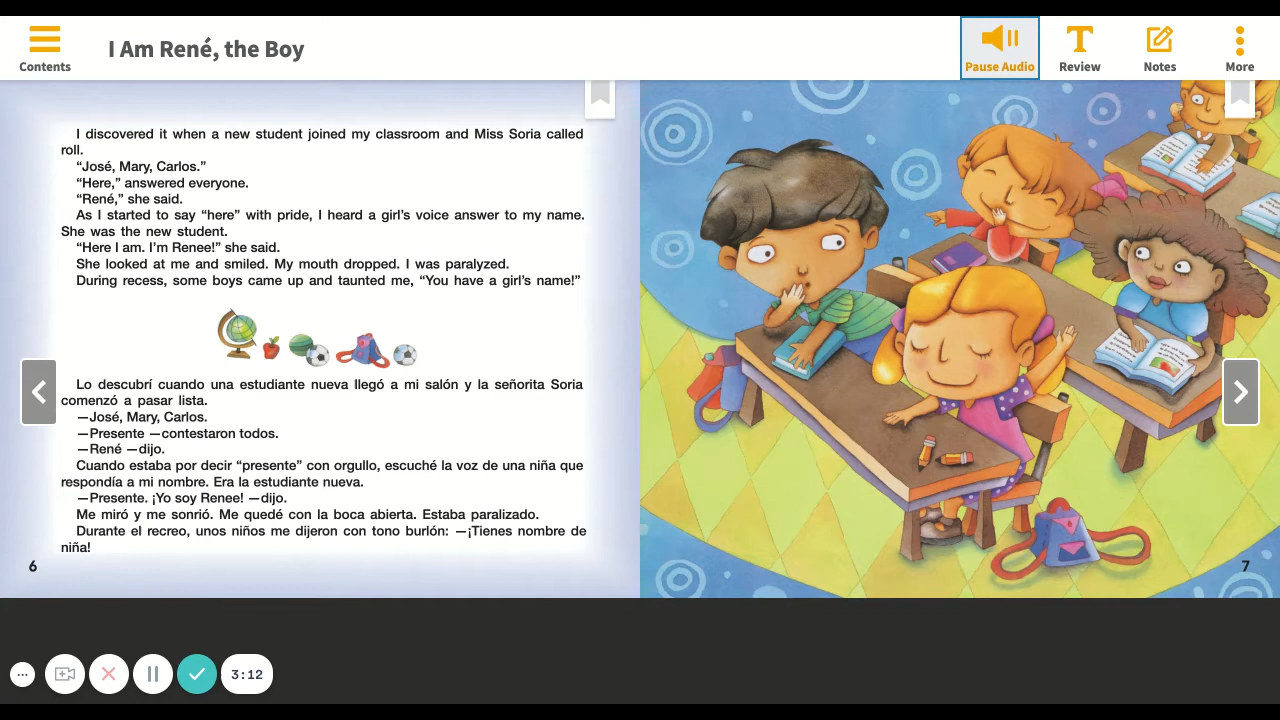 Contents
I Am René, the Boy
Pause Audio
Review
Notes
More
I discovered it when a new student joined my classroom and Miss Soria called
roll.
“José, Mary, Carlos.”
“Here,” answered everyone.
“René,” she said.
As I started to say “here” with pride, I heard a girl’s voice answer to my name.
She was the new student.
“Here I am. I’m Renee!” she said.
She looked at me and smiled. My mouth dropped. I was paralyzed.
During recess, some boys came up and taunted me, “You have a girl’s name!”
Lo descubrí cuando una estudiante nueva llegó a mi salón y la señorita Soria
comenzó a pasar lista.
—José, Mary, Carlos.
—Presente —contestaron todos.
—René —dijo.
Cuando estaba por decir “presente” con orgullo, escuché la voz de una niña que
respondía a mi nombre. Era la estudiante nueva.
—Presente. ¡Yo soy Renee! —dijo.
Me miró y me sonrió. Me quedé con la boca abierta. Estaba paralizado.
Durante el recreo, unos niños me dijeron con tono burlón: —¡Tienes nombre de
niña!
6
7
3:12